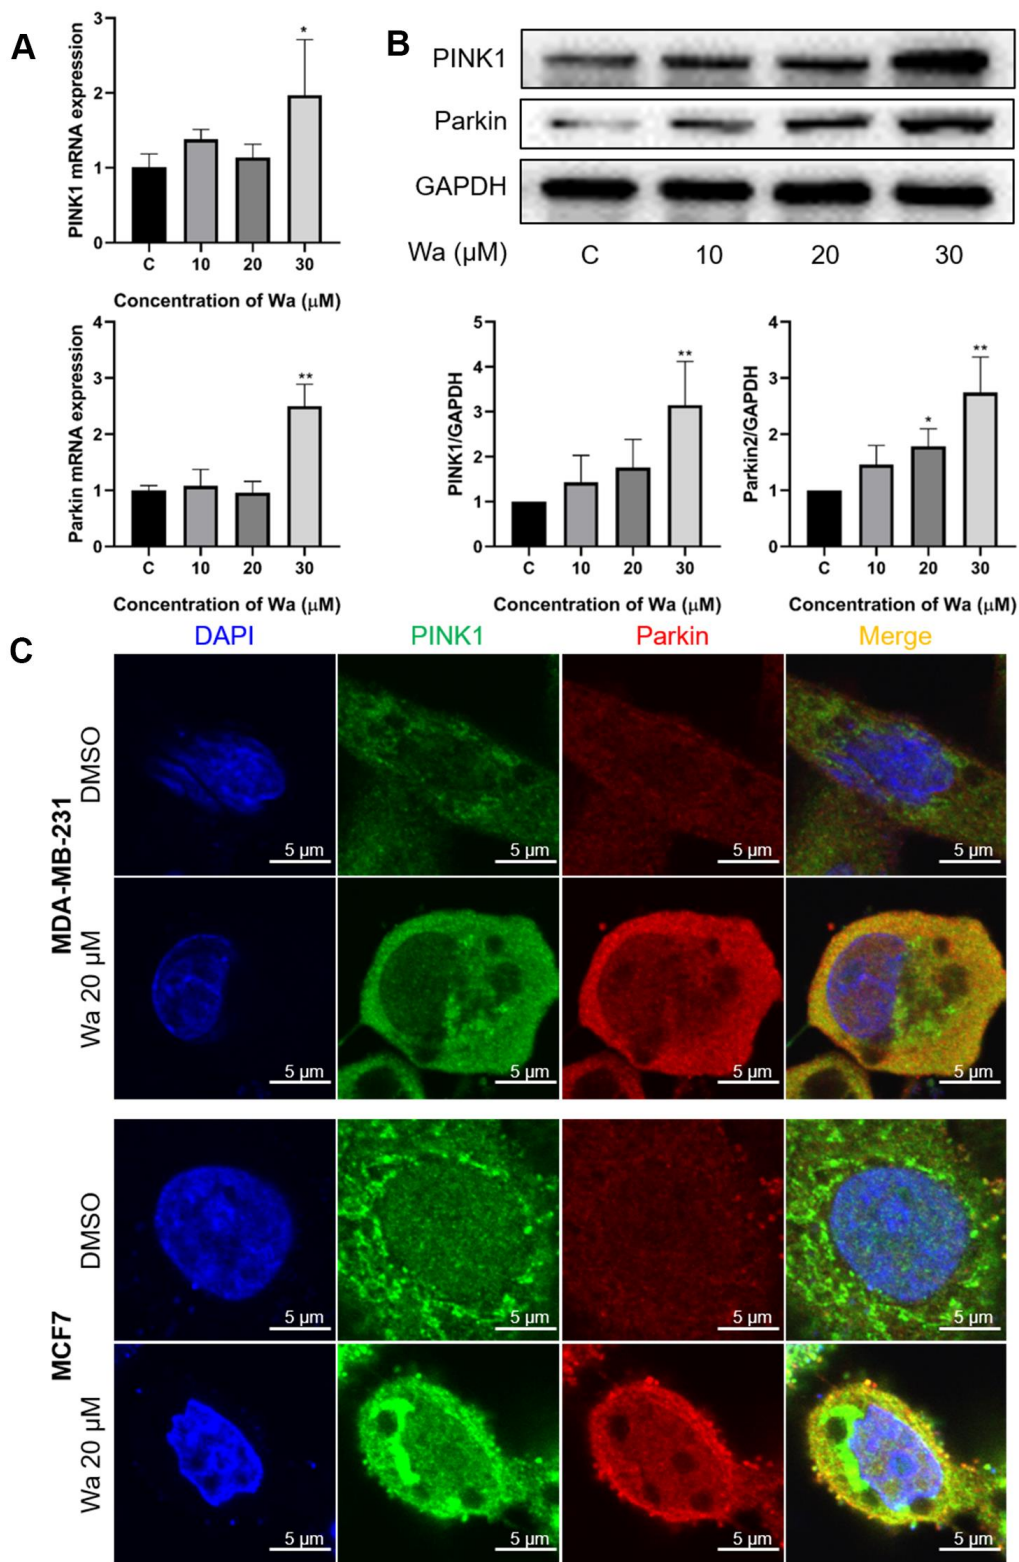 A
PINK1 mRNA expression
3
2
1
0
*
C 10 20 30
Concentration of Wa (μM)
Parkin mRNA expression
4
3
2
1
0
**
C 10 20 30
Concentration of Wa (μM)
B
PINK1
Parkin
GAPDH
Wa (μM) C 10 20 30
PINK1/GAPDH
5
4
3
2
1
0
**
C 10 20 30
Concentration of Wa (μM)
Parkin2/GAPDH
4
3
2
1
0
*
**
C 10 20 30
Concentration of Wa (μM)
C
DAPI PINK1 Parkin Merge
MDA-MB-231
DMSO
5 μm 5 μm 5 μm 5 μm
Wa 20 μM
5 μm 5 μm 5 μm 5 μm
MCF7
DMSO
5 μm 5 μm 5 μm 5 μm
Wa 20 μM
5 μm 5 μm 5 μm 5 μm